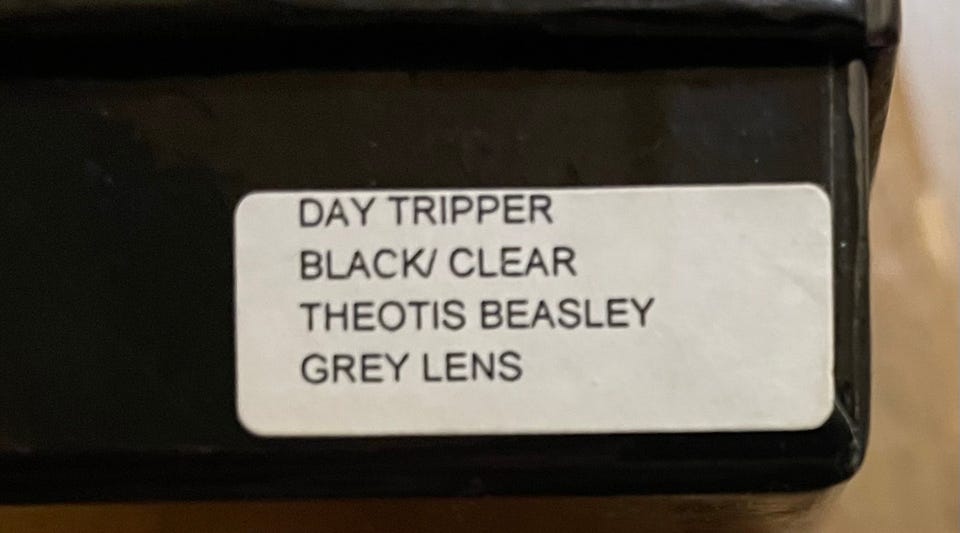 DAY TRIPPER
BLACK/ CLEAR
THEOTIS BEASLEY
GREY LENS